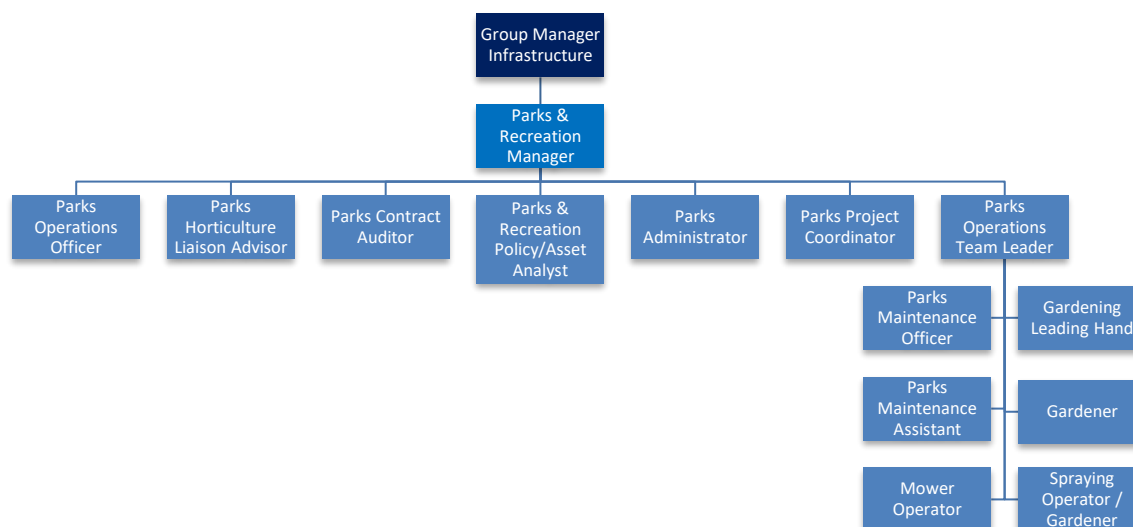 Group Manager
Infrastructure
Parks &
Recreation
Manager
Parks
Operations
Officer
Parks
Horticulture
Liaison Advisor
Parks Contract
Auditor
Parks &
Recreation
Policy/Asset
Analyst
Parks
Administrator
Parks Project
Coordinator
Parks
Operations
Team Leader
Parks
Maintenance
Officer
Gardening
Leading Hand
Parks
Maintenance
Assistant
Gardener
Mower
Operator
Spraying
Operator /
Gardener